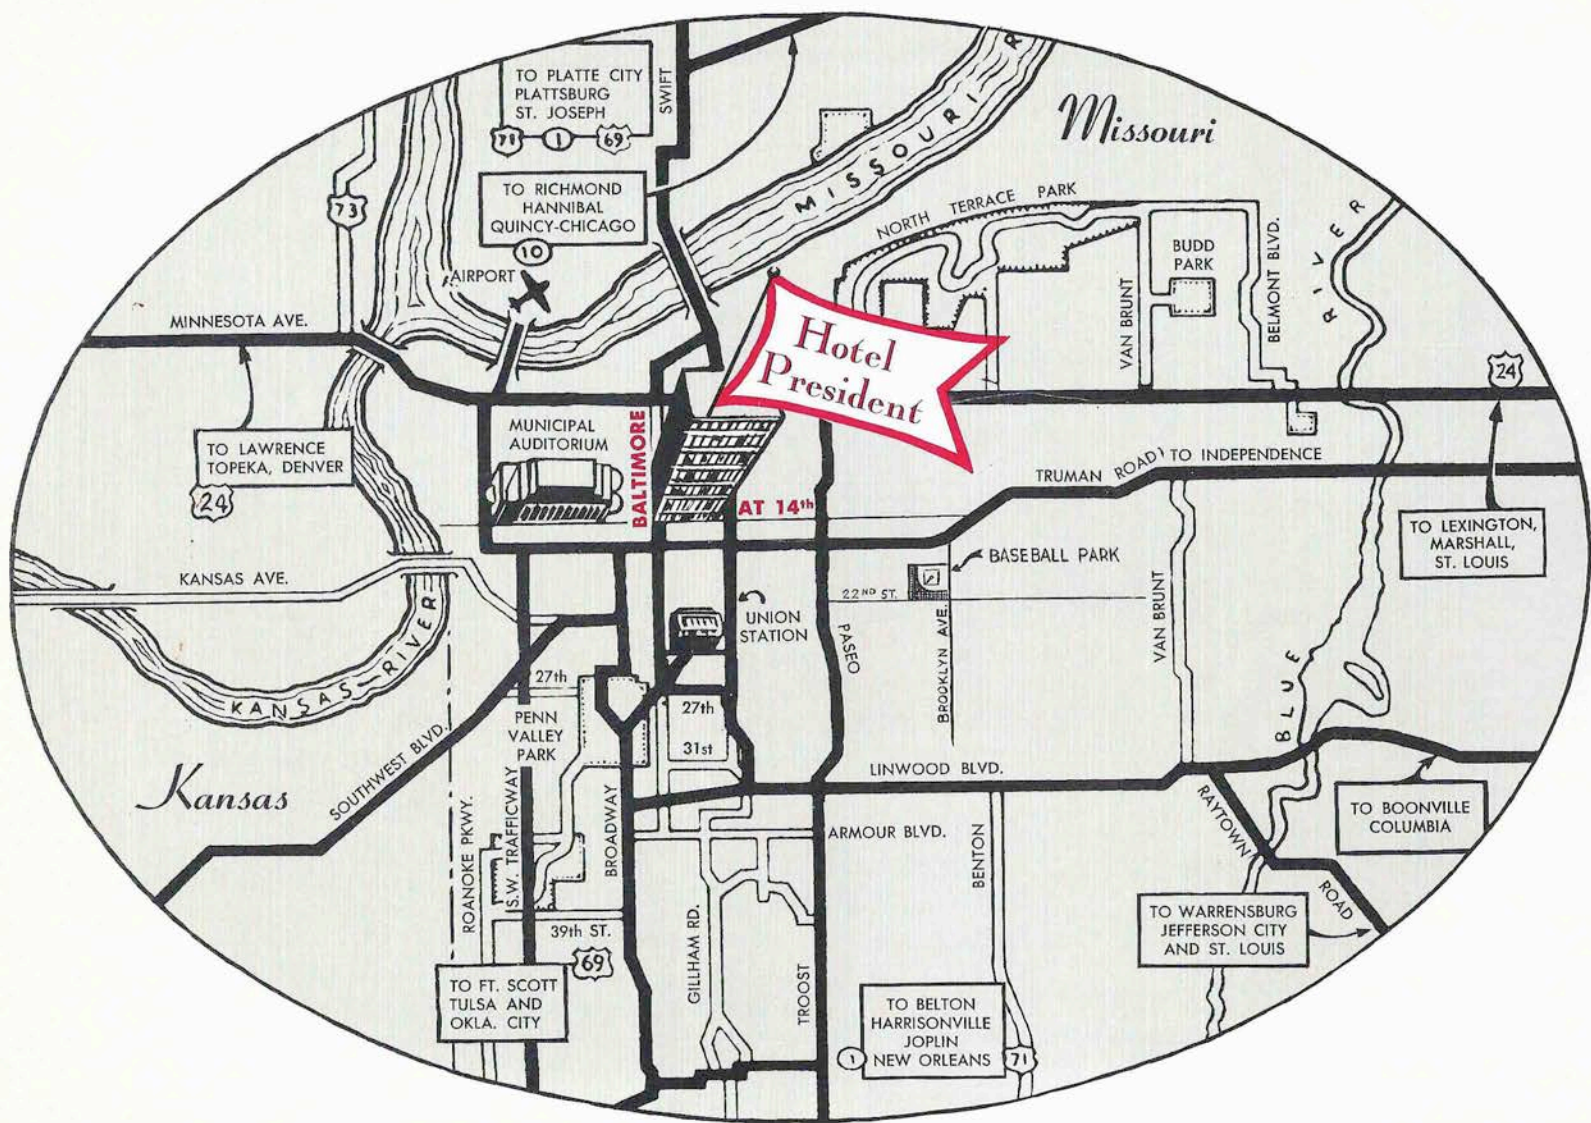 TO PLATTE CITY
PLATTSBURG
ST. JOSEPH
1
69
SWIFT
TO RICHMOND
HANNIBAL
QUINCY-CHICAGO
10
AIRPORT
73
MINNESOTA AVE.
TO LAWRENCE
TOPEKA, DENVER
24
MISSOURI R
Missouri
NORTH TERRACE PARK
BUDD
PARK
VAN BRUNT
BELMONT BLVD.
RIVER
24
Hotel
President
MUNICIPAL
AUDITORIUM
BALTIMORE
AT 14th
TRUMAN ROAD TO INDEPENDENCE
TO LEXINGTON,
MARSHALL,
ST. LOUIS
KANSAS AVE.
KANSAS RIVER
BASEBALL PARK
22ND ST.
BROOKLYN AVE.
UNION
STATION
PASEO
VAN BRUNT
BLUE
27th
PENN
VALLEY
PARK
27th
31st
Kansas
SOUTHWEST BLVD.
LINWOOD BLVD.
ROANOKE PKWY.
S.W. TRAFFICWAY
BROADWAY
ARMOUR BLVD.
BENTON
RAYTOWN
ROAD
TO BOONVILLE
COLUMBIA
39th ST.
69
GILLHAM RD.
TROOST
TO WARRENSBURG
JEFFERSON CITY
AND ST. LOUIS
TO FT. SCOTT
TULSA AND
OKLA. CITY
TO BELTON
HARRISONVILLE
JOPLIN
NEW ORLEANS
1
71